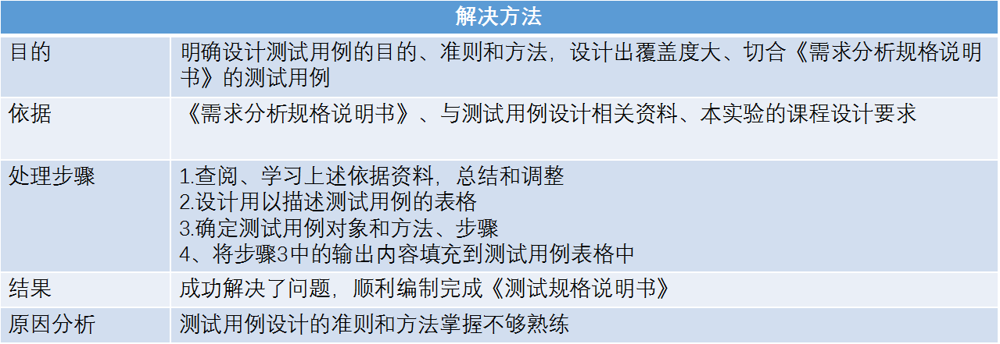 解决方法
目的
明确设计测试用例的目的、准则和方法，设计出覆盖度大、切合《需求分析规格说明
书》的测试用例
依据
《需求分析规格说明书》、与测试用例设计相关资料、本实验的课程设计要求
处理步骤
1.查阅、学习上述依据资料，总结和调整
2.设计用以描述测试用例的表格
3.确定测试用例对象和方法、步骤
4、将步骤3中的输出内容填充到测试用例表格中
结果
成功解决了问题，顺利编制完成《测试规格说明书》
原因分析
测试用例设计的准则和方法掌握不够熟练